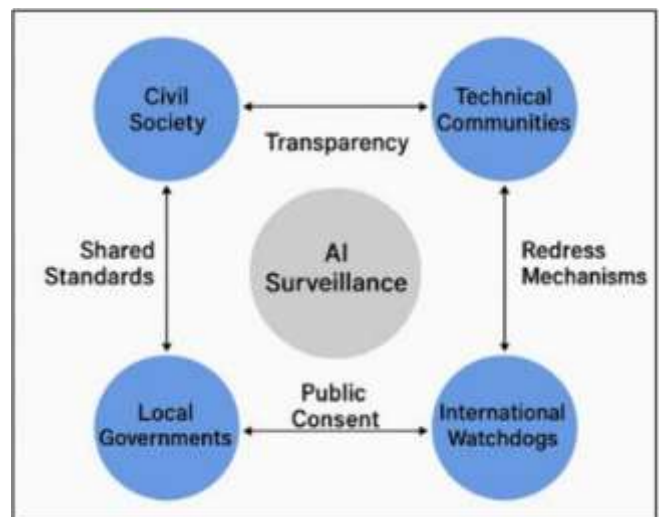 Civil
Society
Technical
Communities
Transparency
Shared
Standards
AI
Surveillance
Redress
Mechanisms
Local
Governments
Public
Consent
International
Watchdogs